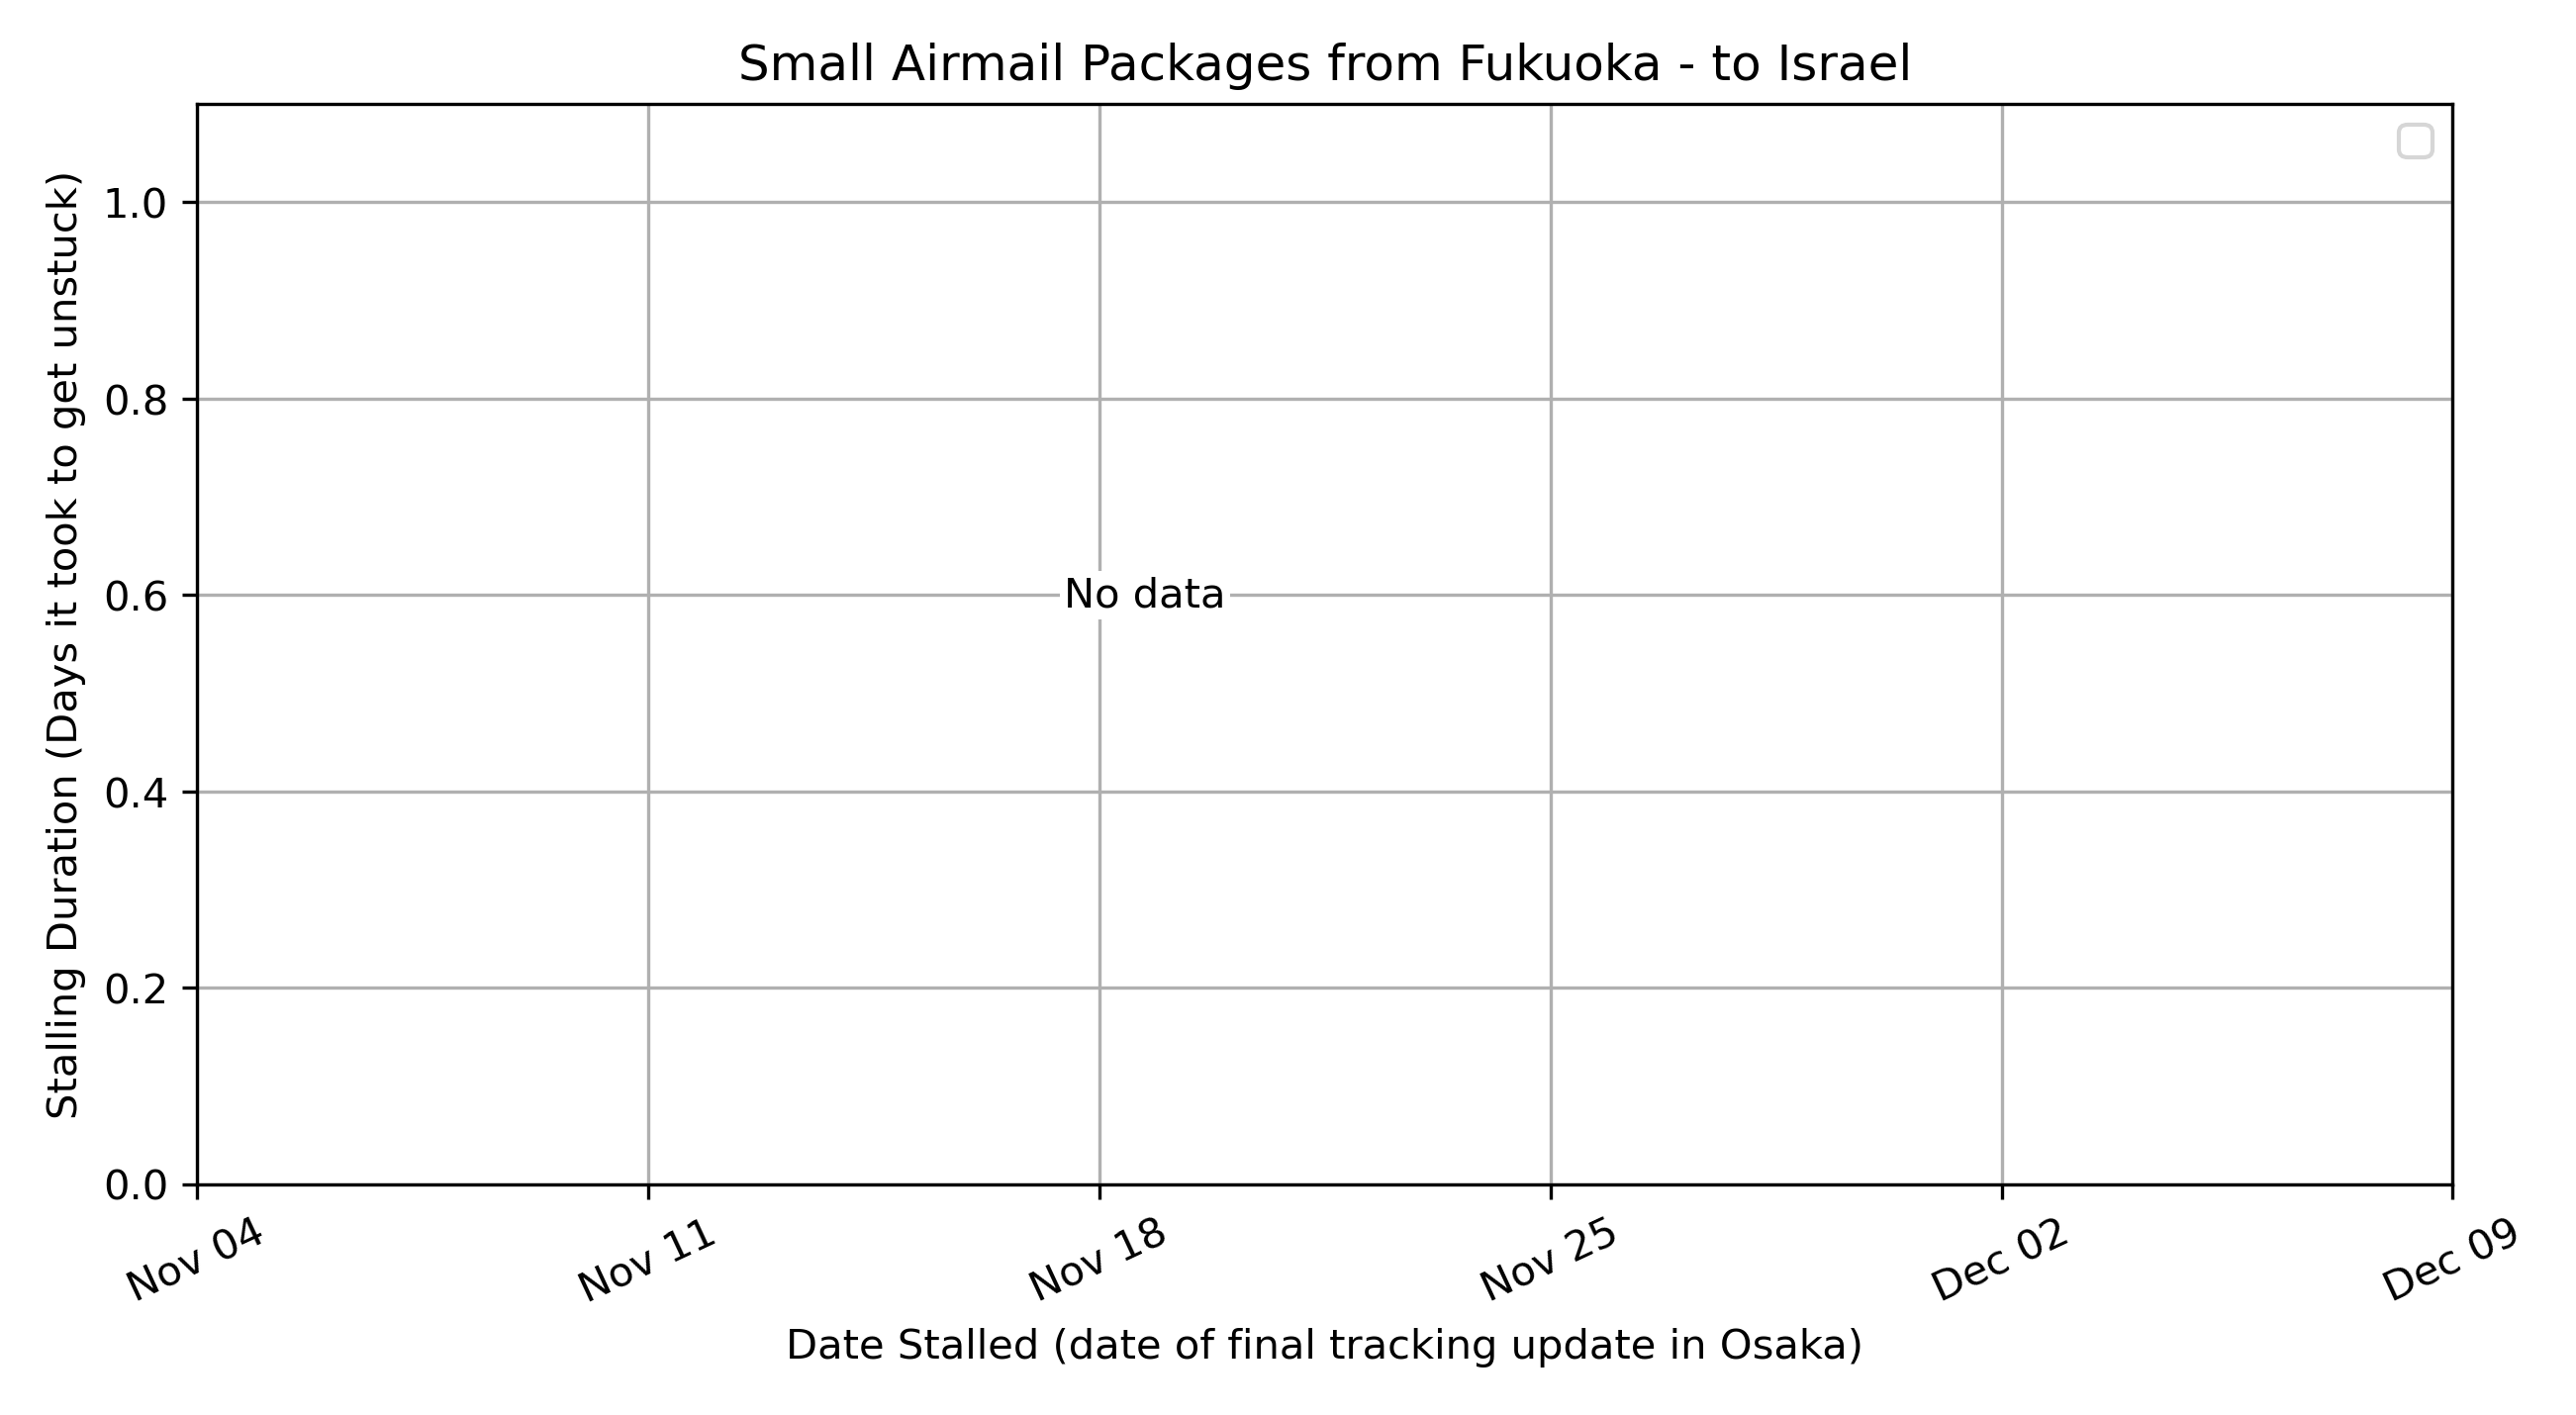 Small Airmail Packages from Fukuoka - to Israel
Stalling Duration (Days it took to get unstuck)
1.0
0.8
0.6
0.4
0.2
0.0
No data
Nov 04
Nov 11
Nov 18
Nov 25
Dec 02
Dec 09
Date Stalled (date of final tracking update in Osaka)